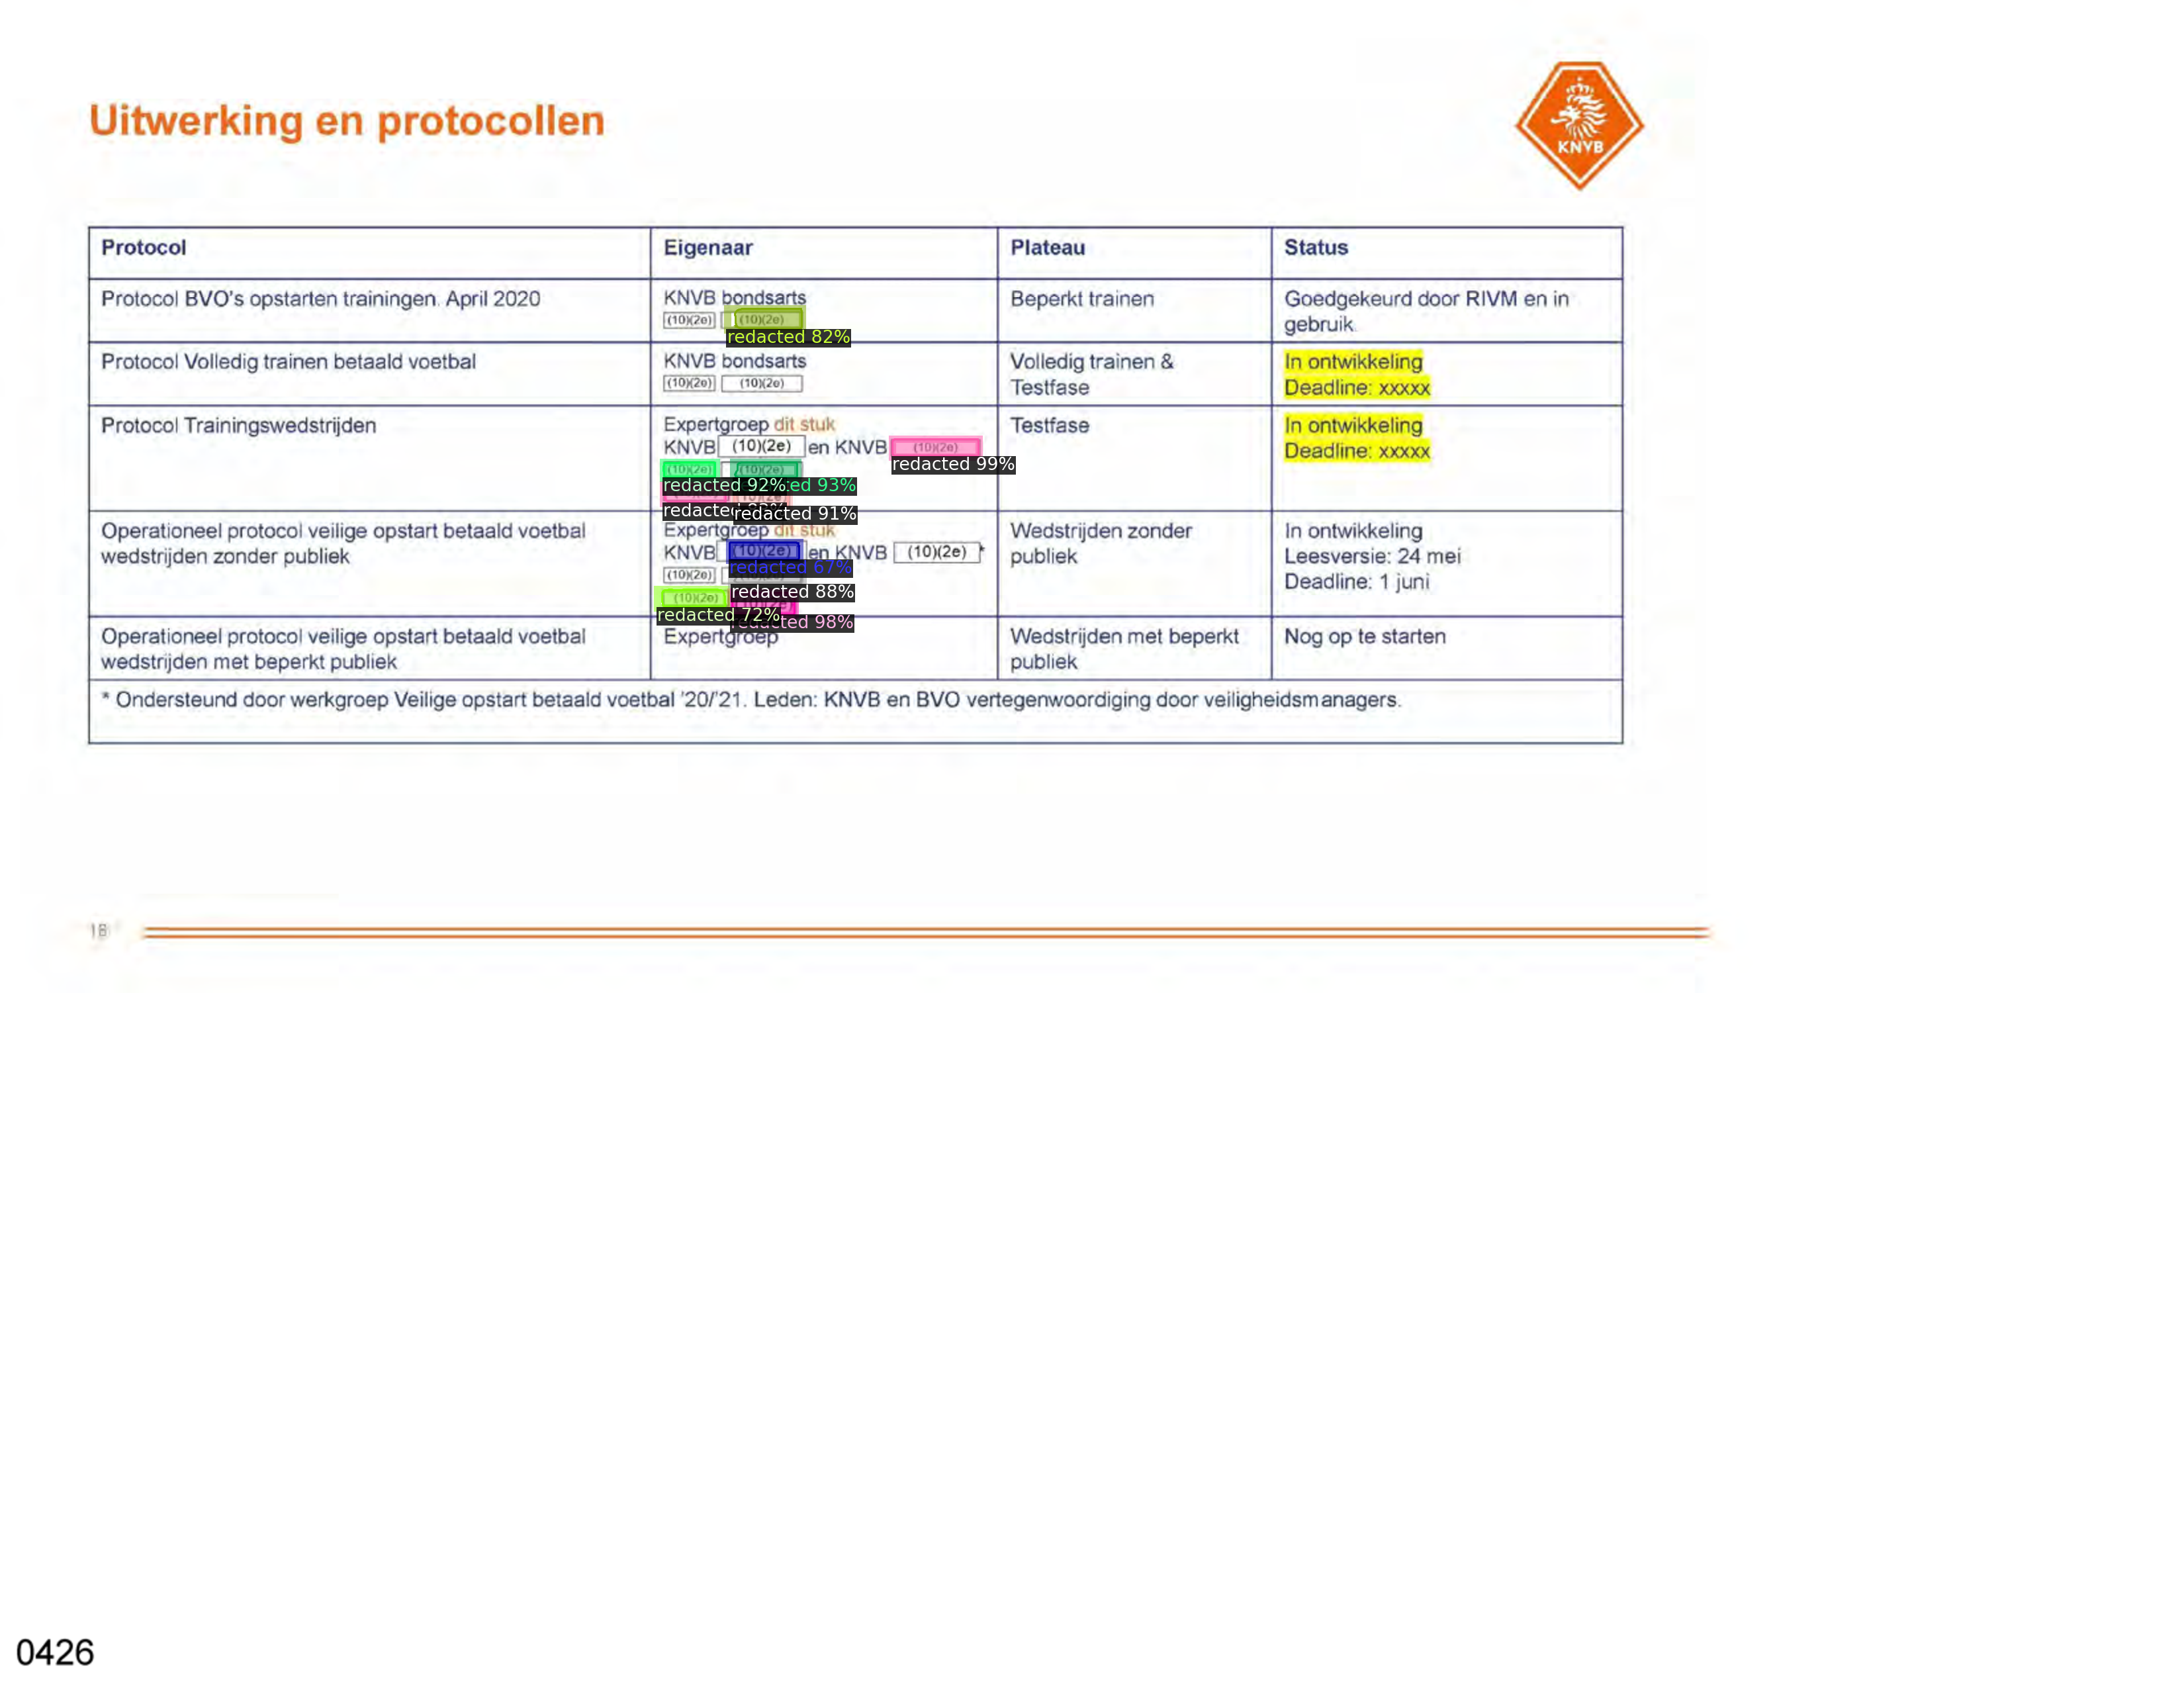 Uitwerking en protocollen
KNVB
Protocol Eigenaar Plateau Status
Protocol BVO's opstarten trainingen. April 2020 KNVB bondsarts Beperkt trainen Goedgekeurd door RIVM en in
(10)(2e) (10)(2e) gebruik
redacted 82%
Protocol Volledig trainen betaald voetbal KNVB bondsarts Volledig trainen & In ontwikkeling
(10)(2e) (10)(2e) Testfase Deadline: xxxxx
Protocol Trainingswedstrijden Expertgroep dit stuk Testfase In ontwikkeling
KNVB (10)(2e) en KNVB (10)(2e) Deadline: xxxxx
redacted 99%
(10)(2e) (10)(2e)
redacted 92% ted 93%
redacted 91%
Operationeel protocol veilige opstart betaald voetbal Expertgroep dit stuk Wedstrijden zonder In ontwikkeling
wedstrijden zonder publiek KNVB (10)(2e) en KNVB (10)(2e) * publiek Leesversie: 24 mei
redacted 67%
(10)(2e) Deadline: 1 juni
redacted 88%
(10)(2e)
redacted 72% ted 98%
Operationeel protocol veilige opstart betaald voetbal Expertgroep Wedstrijden met beperkt Nog op te starten
wedstrijden met beperkt publiek publiek
* Ondersteund door werkgroep Veilige opstart betaald voetbal '20/'21. Leden: KNVB en BVO vertegenwoordiging door veiligheidsmanagers.
18
0426